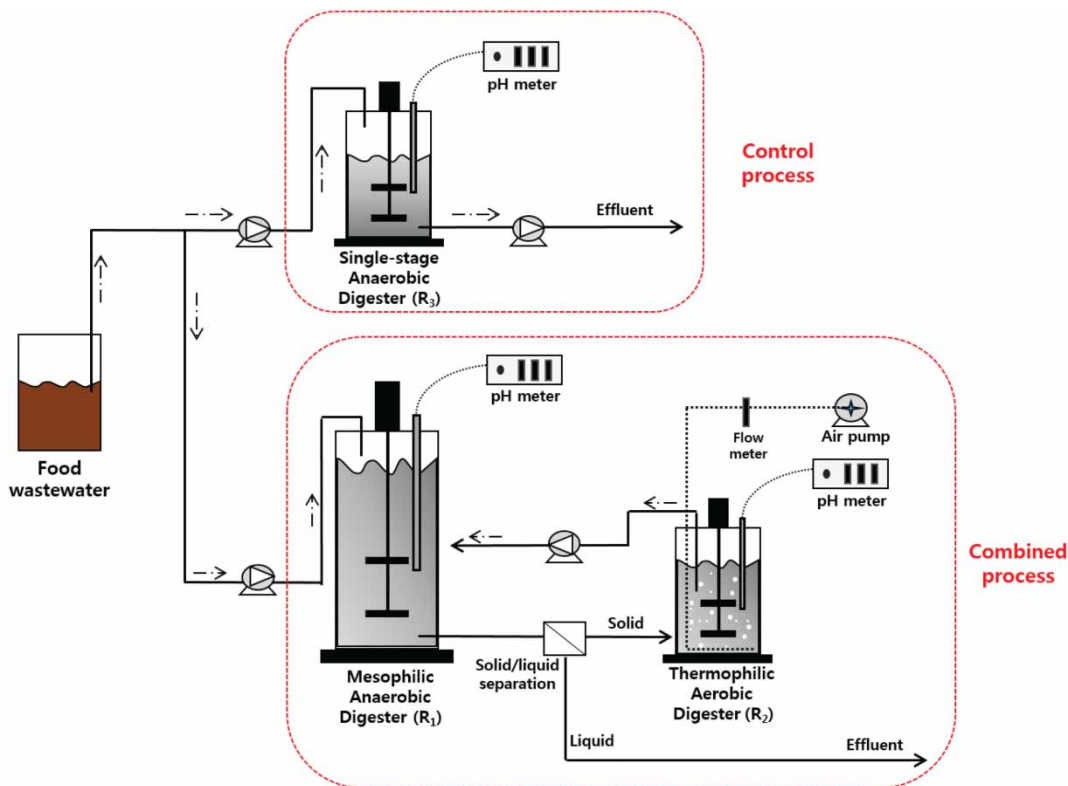 pH meter
Control
process
Effluent
Single-stage
Anaerobic
Digester (R₃)
Food
wastewater
pH meter
Flow
meter
Air pump
pH meter
Combined
process
Solid
Solid/liquid
separation
Mesophilic
Anaerobic
Digester (R₁)
Thermophilic
Aerobic
Digester (R₂)
Liquid
Effluent